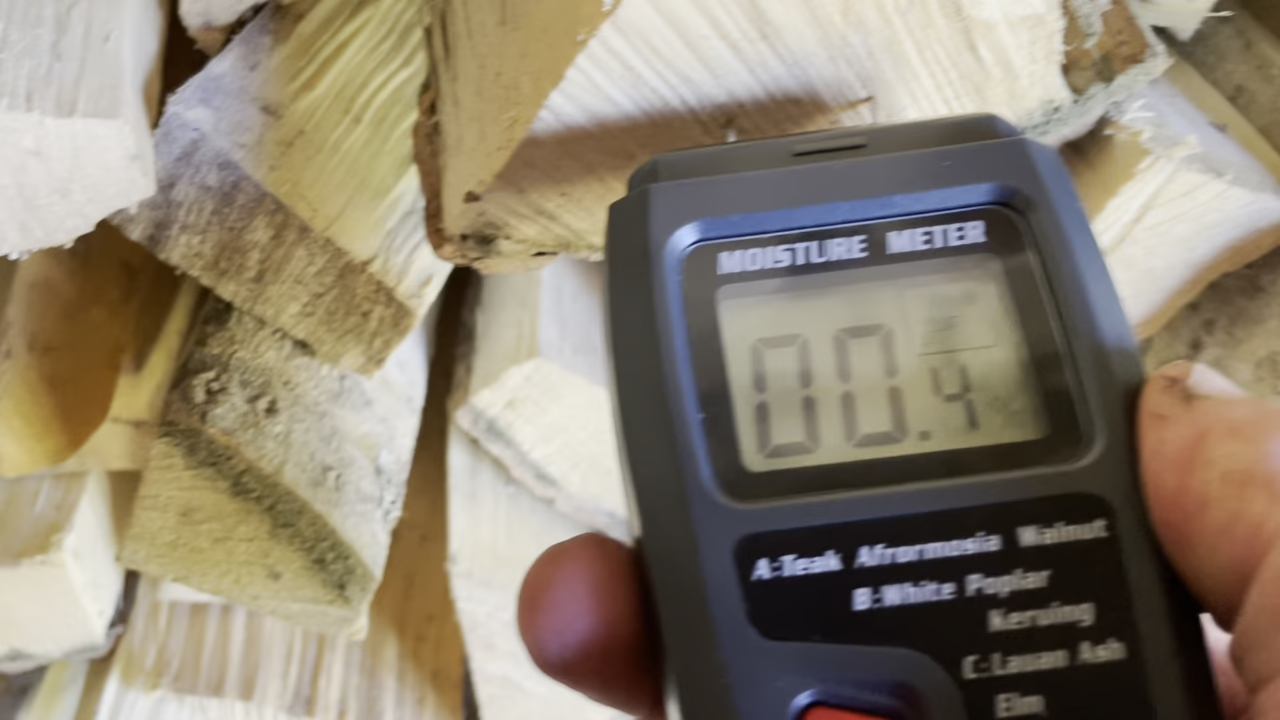 MOISTURE METER
00.4
A:Teak Afrormosia Walnut
B:White Poplar
Keruing
C:Lauan Ash
Elm